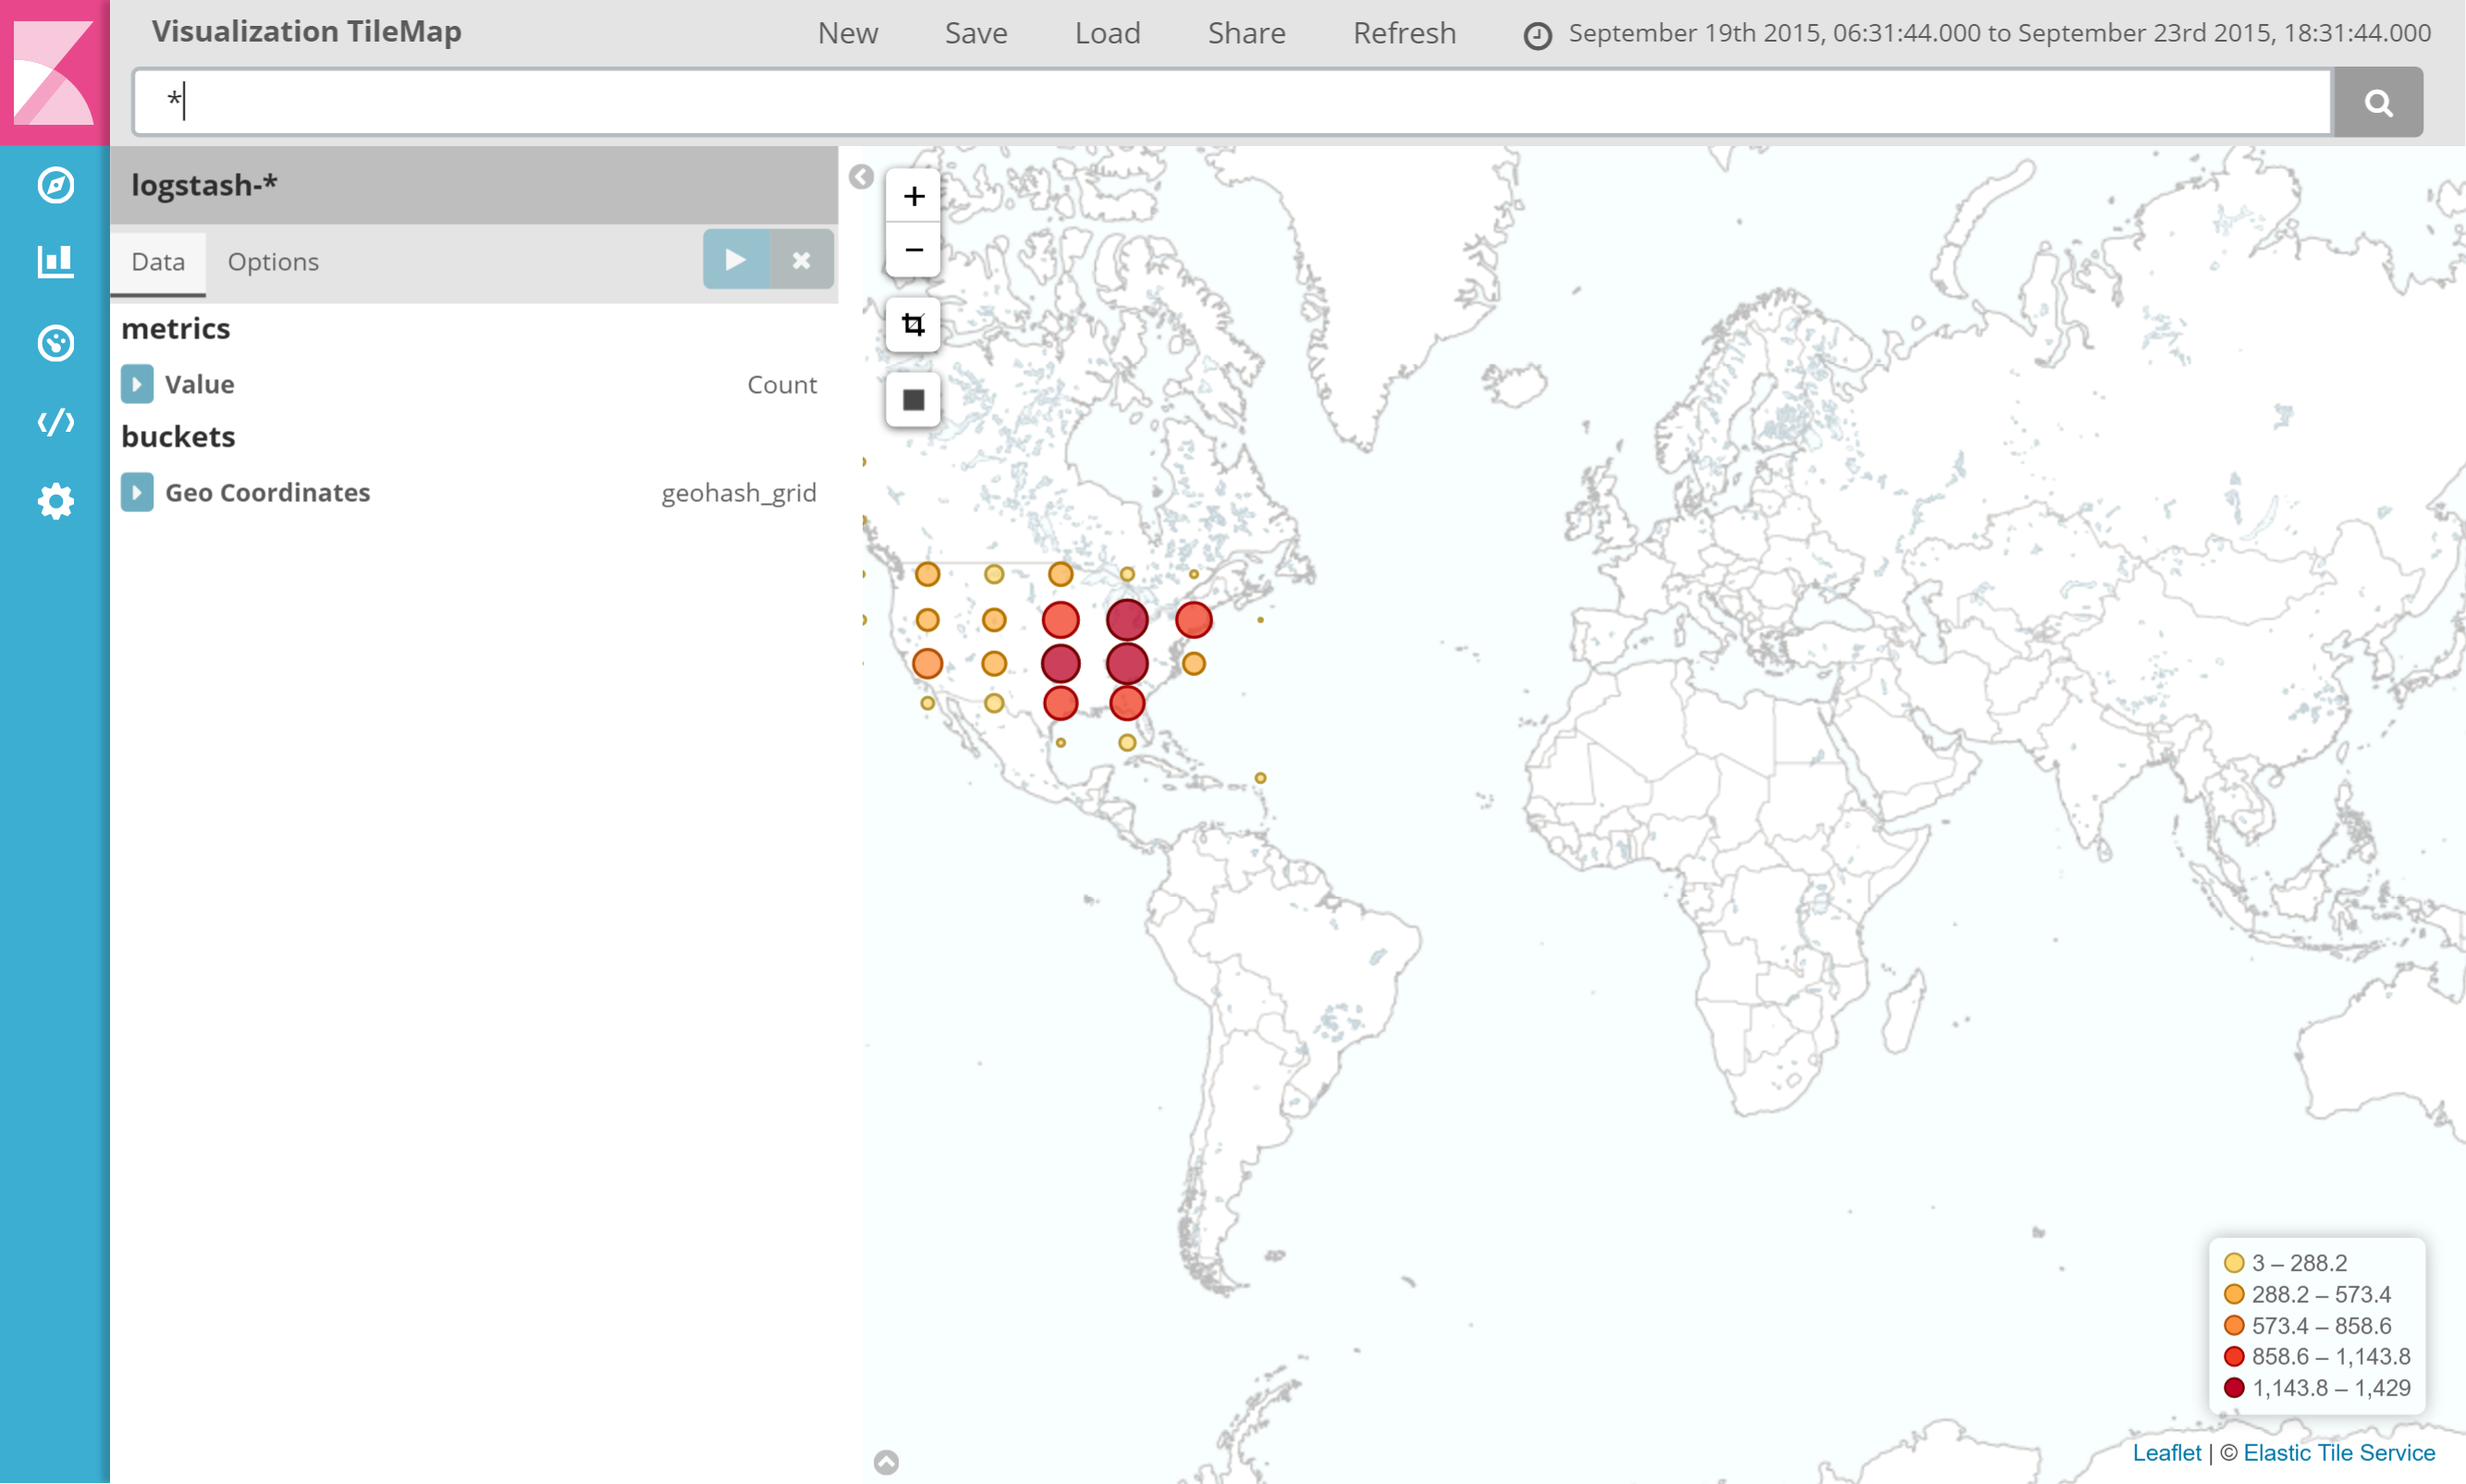 Visualization TileMap
New Save Load Share Refresh September 19th 2015, 06:31:44.000 to September 23rd 2015, 18:31:44.000
*
logstash-*
Data Options
metrics
Value Count
buckets
Geo Coordinates geohash_grid
+
−
3 – 288.2
288.2 – 573.4
573.4 – 858.6
858.6 – 1,143.8
1,143.8 – 1,429
Leaflet | © Elastic Tile Service